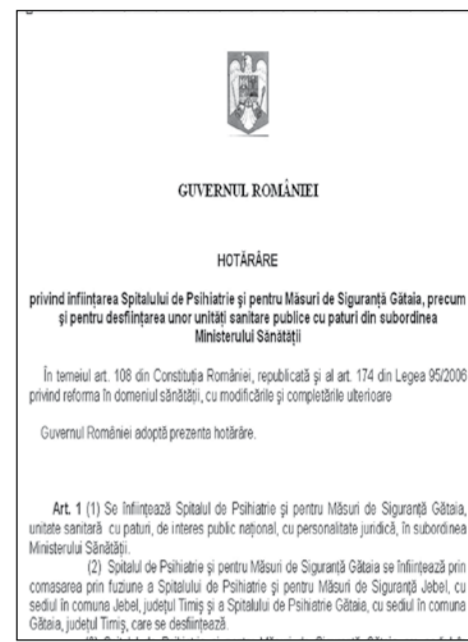 GUVERNUL ROMÂNIEI
HOTĂRÂRE
privind înființarea Spitalului de Psihiatrie şi pentru Măsuri de Siguranţă Gătaia, precum
şi pentru desfiinţarea unor unităţi sanitare publice cu paturi din subordinea
Ministerului Sănătăţii
În temeiul art. 108 din Constituţia României, republicată şi al art. 174 din Legea 95/2006
privind reforma în domeniul sănătăţii, cu modificările şi completările ulterioare
Guvernul României adoptă prezenta hotărâre.
Art. 1 (1) Se înfiinţează Spitalul de Psihiatrie şi pentru Măsuri de Siguranţă Gătaia,
unitate sanitară cu paturi, de interes public naţional, cu personalitate juridică, în subordinea
Ministerului Sănătăţii.
(2) Spitalul de Psihiatrie şi pentru Măsuri de Siguranţă Gătaia se înfiinţează prin
comasarea prin fuziune a Spitalului de Psihiatrie şi pentru Măsuri de Siguranţă Jebel, cu
sediul în comuna Jebel, judeţul Timiş şi a Spitalului de Psihiatrie Gătaia, cu sediul în comuna
Gătaia, judeţul Timiş, care se desfiinţează.